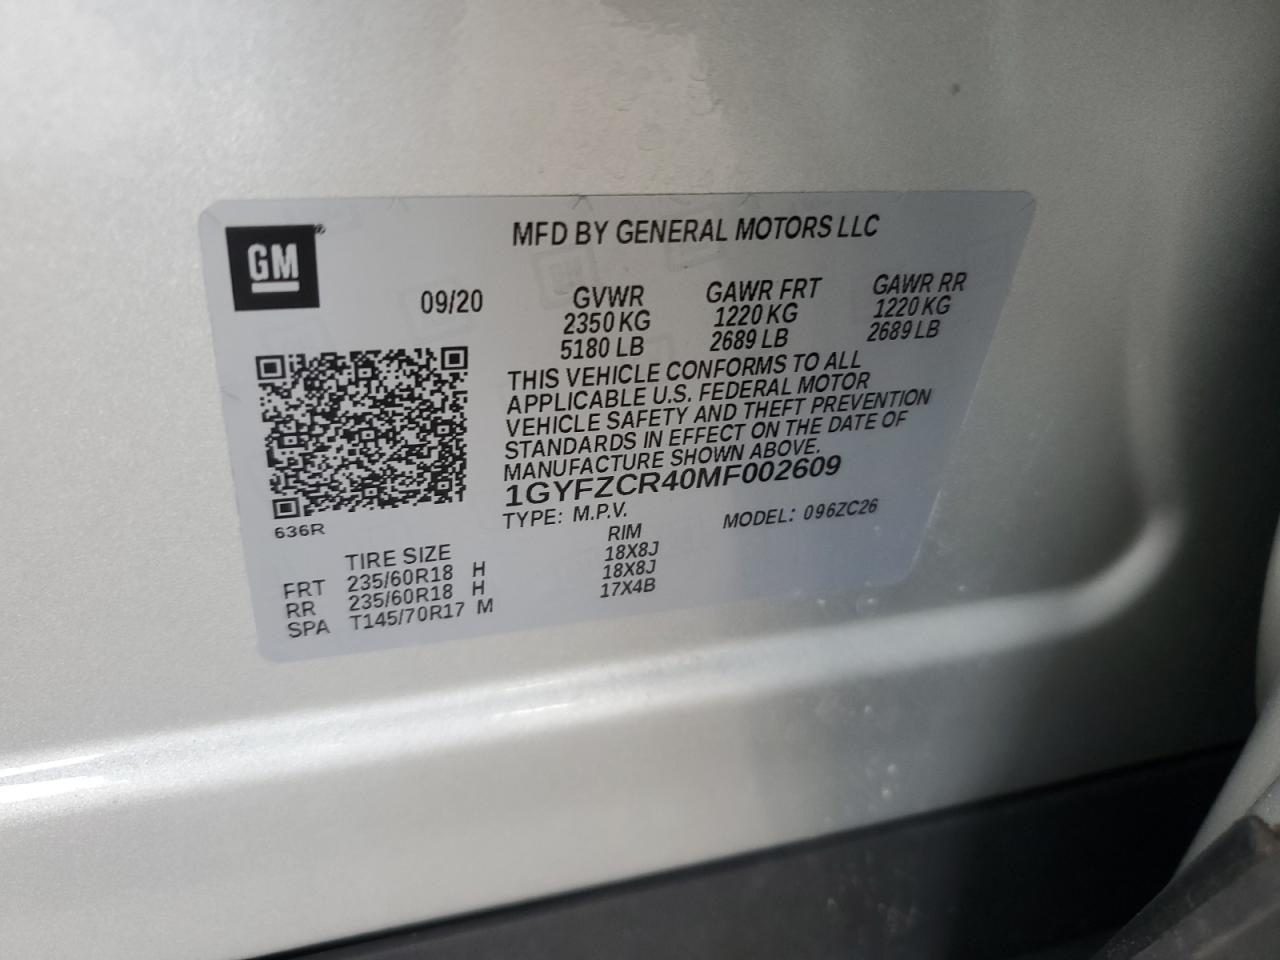 GM®
MFD BY GENERAL MOTORS LLC
09/20
GVWR GAWR FRT GAWR RR
2350 KG 1220 KG 1220 KG
5180 LB 2689 LB 2689 LB
THIS VEHICLE CONFORMS TO ALL
APPLICABLE U.S. FEDERAL MOTOR
VEHICLE SAFETY AND THEFT PREVENTION
STANDARDS IN EFFECT ON THE DATE OF
MANUFACTURE SHOWN ABOVE.
1GYFZCR40MF002609
636R
TYPE: M.P.V. MODEL: 096ZC26
TIRE SIZE RIM
FRT 235/60R18 H 18X8J
RR 235/60R18 H 18X8J
SPA T145/70R17 M 17X4B